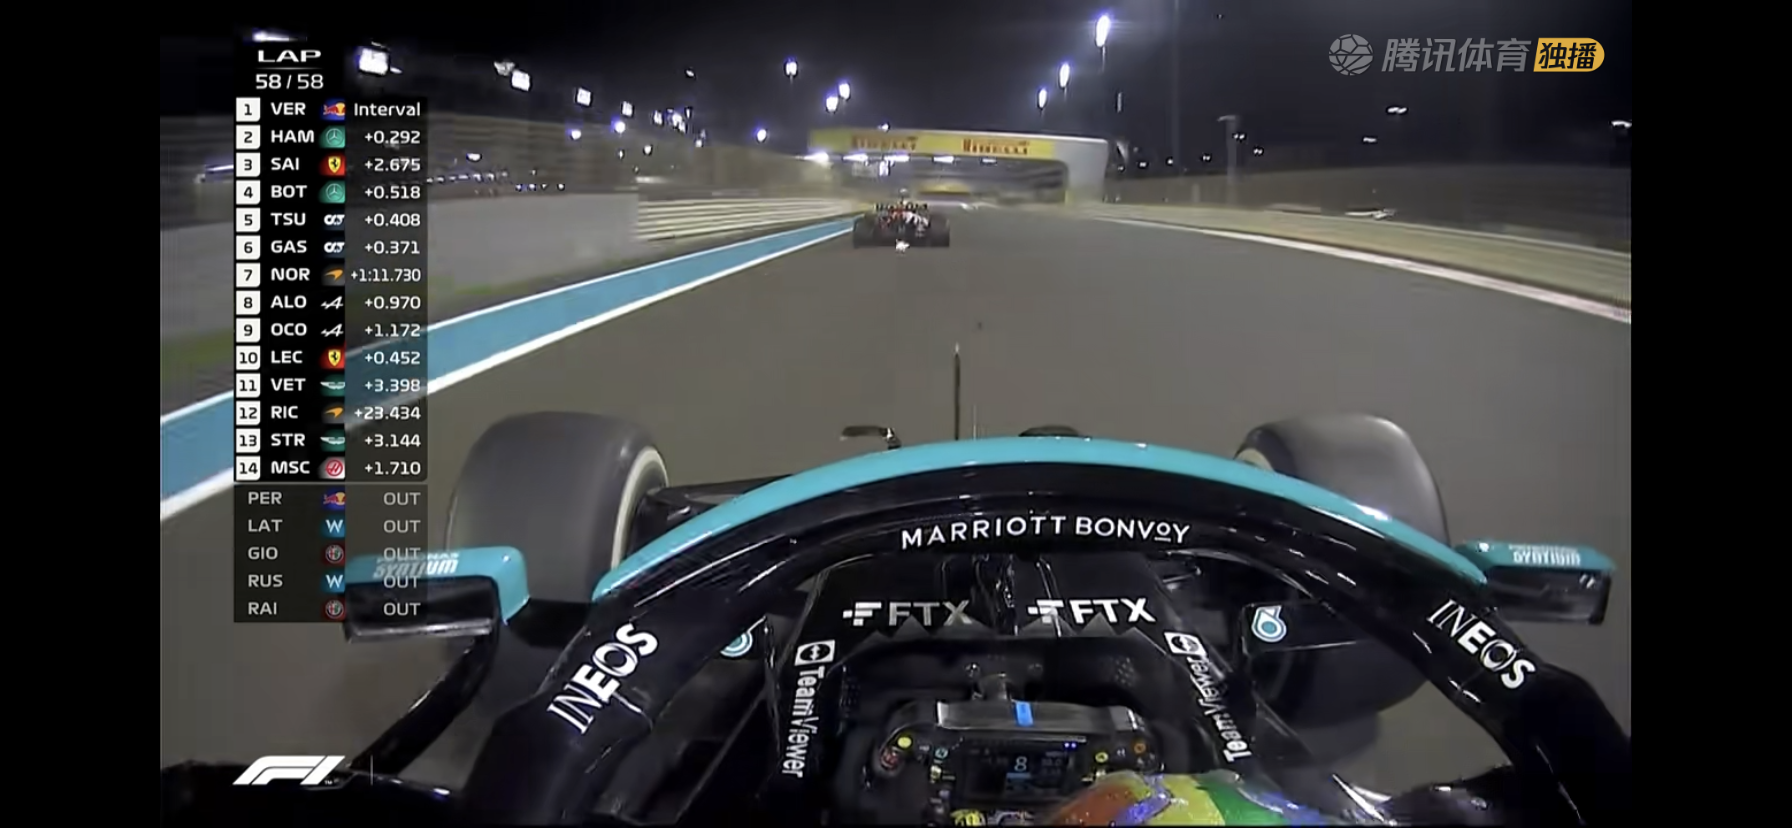 LAP
58/58
1 VER Interval
2 HAM +0.292
3 SAI +2.675
4 BOT +0.518
5 TSU +0.408
6 GAS +0.371
7 NOR +1:11.730
8 ALO +0.970
9 OCO +1.172
10 LEC +0.452
11 VET +3.398
12 RIC +23.434
13 STR +3.144
14 MSC +1.710
PER OUT
LAT W OUT
GIO OUT
RUS W OUT
RAI OUT
腾讯体育 独播
PIRELLI PIRELLI
MARRIOTT BONVOY
FTX FTX
SYNTIUM
SYNTIUM
6
INEOS
INEOS
TeamViewer
TeamViewer
8
F1